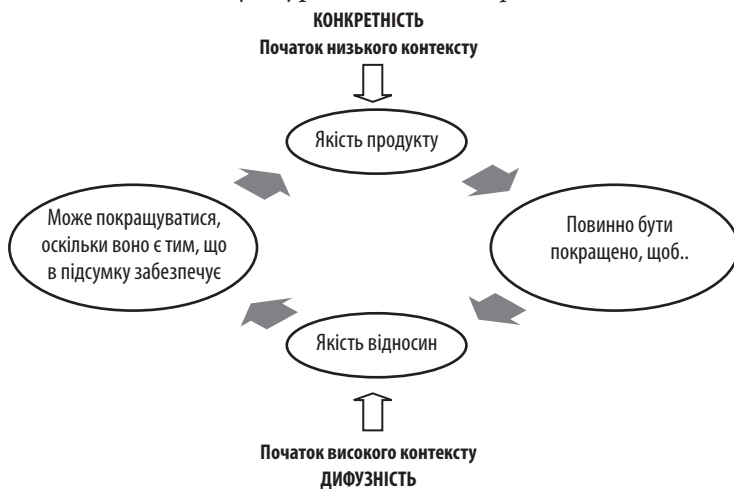 КОНКРЕТНІСТЬ
Початок низького контексту
Якість продукту
Може покращуватися,
оскільки воно є тим, що
в підсумку забезпечує
Повинно бути
покращено, щоб..
Якість відносин
Початок високого контексту
ДИФУЗНІСТЬ